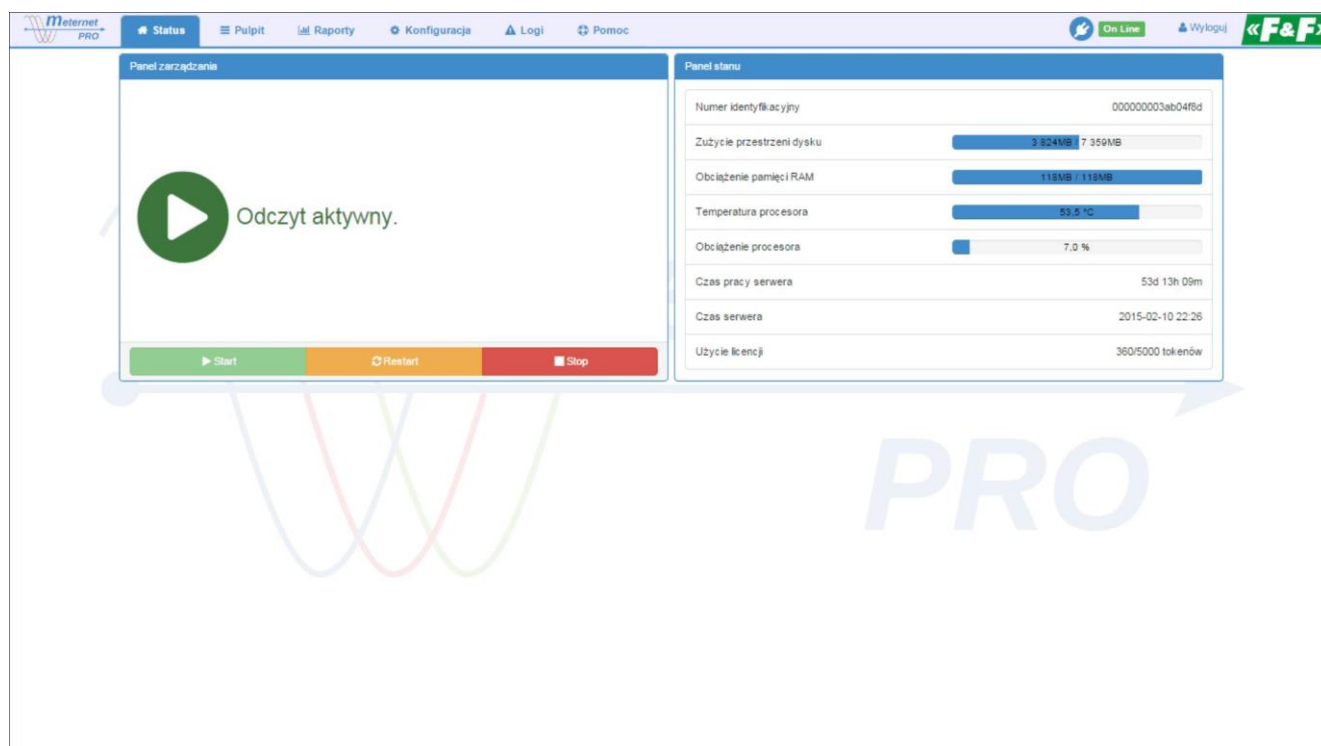 Meternet
PRO
Status
Pulpit
Raporty
Konfiguracja
Logi
Pomoc
On Line
Wyloguj
«F&F»
Panel zarządzania
Odczyt aktywny.
Start
Restart
Stop
Panel stanu
Numer identyfikacyjny 000000003ab04f8d
Zużycie przestrzeni dysku 3 824MB / 7 359MB
Obciążenie pamięci RAM 118MB / 118MB
Temperatura procesora 53,5 °C
Obciążenie procesora 7,0 %
Czas pracy serwera 53d 13h 09m
Czas serwera 2015-02-10 22:26
Użycie licencji 360/5000 tokenów
PRO